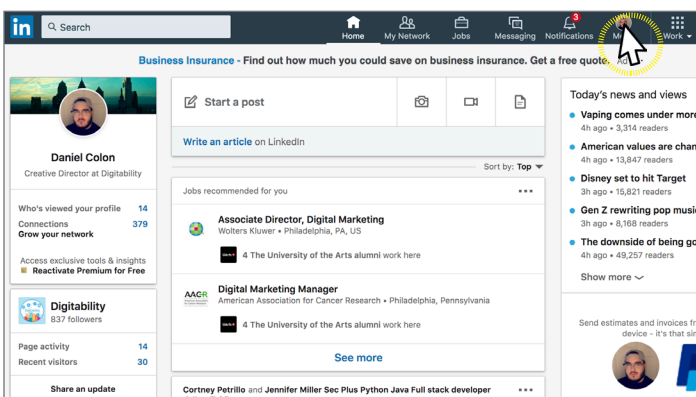 in
Search
Home
My Network
Jobs
Messaging
3
Notifications
Work
Business Insurance - Find out how much you could save on business insurance. Get a free quote.
Daniel Colon
Creative Director at Digitability
Who's viewed your profile 14
Connections 379
Grow your network
Access exclusive tools & insights
Reactivate Premium for Free
Digitability
837 followers
Page activity 14
Recent visitors 30
Share an update
Start a post
Write an article on LinkedIn
Sort by: Top
Jobs recommended for you
Associate Director, Digital Marketing
Wolters Kluwer • Philadelphia, PA, US
4 The University of the Arts alumni work here
AACR
Digital Marketing Manager
American Association for Cancer Research • Philadelphia, Pennsylvania
4 The University of the Arts alumni work here
See more
Cortney Petrillo and Jennifer Miller Sec Plus Python Java Full stack developer
Today's news and views
Vaping comes under more
4h ago • 3,314 readers
American values are chan
4h ago • 13,847 readers
Disney set to hit Target
3h ago • 15,821 readers
Gen Z rewriting pop music
3h ago • 8,168 readers
The downside of being go
4h ago • 49,257 readers
Show more
Send estimates and invoices fr
device - it's that sim